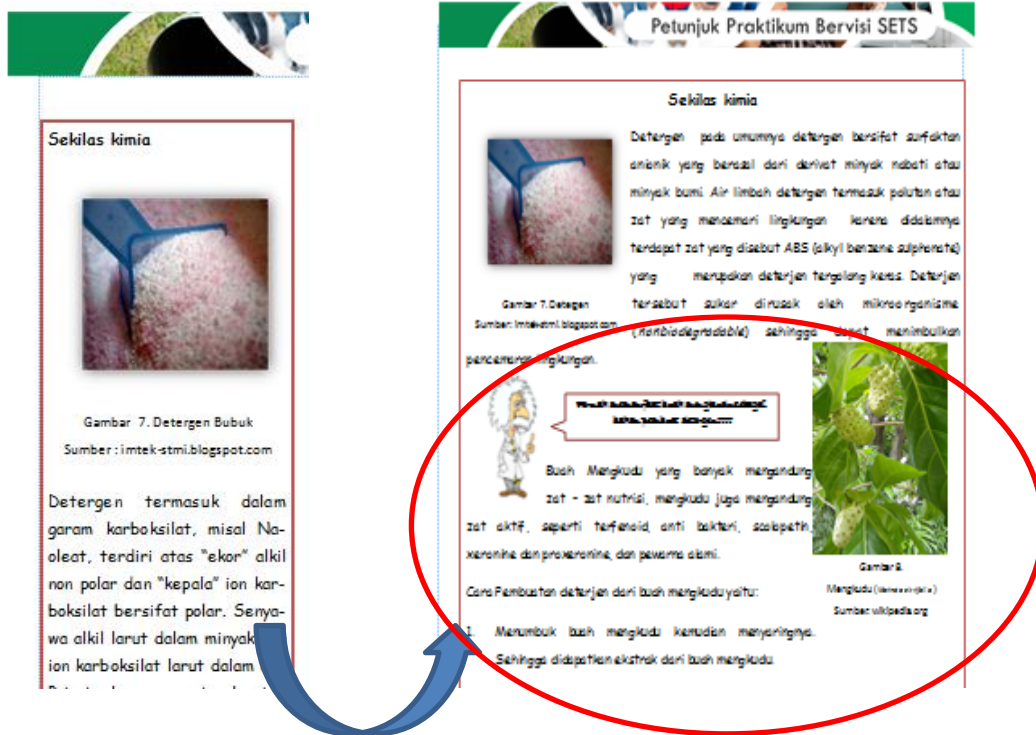 Sekilas kimia
Gambar 7. Detergen Bubuk
Sumber : imtek-stmi.blogspot.com
Detergen termasuk dalam
garam karboksilat, misal Na-
oleat, terdiri atas “ekor” alkil
non polar dan “kepala” ion kar-
boksilat bersifat polar. Senya-
wa alkil larut dalam minyak
ion karboksilat larut dalam
Petunjuk Praktikum Bervisi SETS
Sekilas kimia
Detergen pada umumnya detergen bersifat surfaktan
anionik yang berasal dari derivat minyak nabati atau
minyak bumi. Air limbah detergen termasuk polutan atau
zat yang mencemari lingkungan karena didalamnya
terdapat zat yang disebut ABS (alkyl benzene sulphonate)
yang merupakan deterjen tergolong keras. Deterjen
tersebut sukar dirusak oleh mikroorganisme
(nonbiodegradable) sehingga dapat menimbulkan
pencemaran lingkungan.
Gambar 7. Detergen
Sumber: imtek-stmi.blogspot.com
Buah Mengkudu yang banyak mengandung
zat – zat nutrisi, mengkudu juga mengandung
zat aktif, seperti terfenoid, anti bakteri, scolopetin,
xeronine dan proxeronine, dan pewarna alami.
Cara Pembuatan deterjen dari buah mengkudu yaitu:
1. Menumbuk buah mengkudu kemudian menyaringnya.
Sehingga didapatkan ekstrak dari buah mengkudu.
Gambar 8.
Mengkudu
Sumber: wikipedia.org